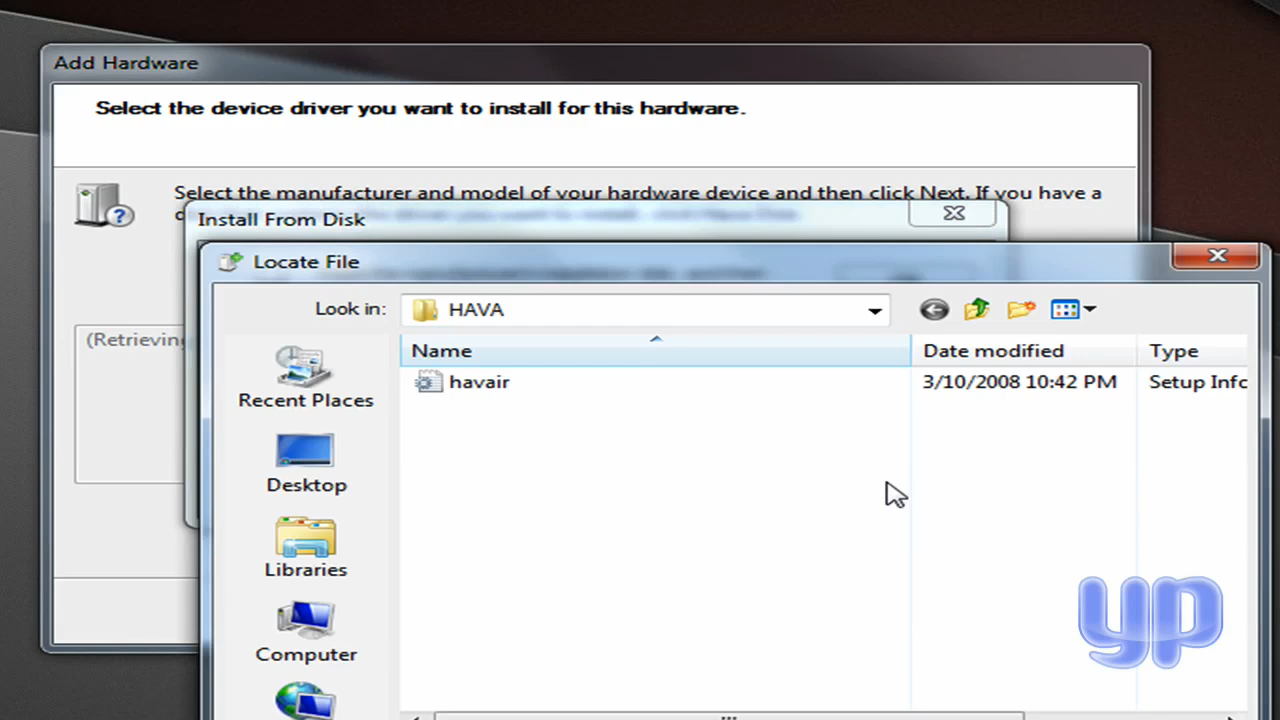 Add Hardware
Select the device driver you want to install for this hardware.
Select the manufacturer and model of your hardware device and then click Next. If you have a
Install From Disk
Locate File
Look in: HAVA
(Retrieving
Name Date modified Type
havair 3/10/2008 10:42 PM Setup Info
Recent Places
Desktop
Libraries
Computer
yp